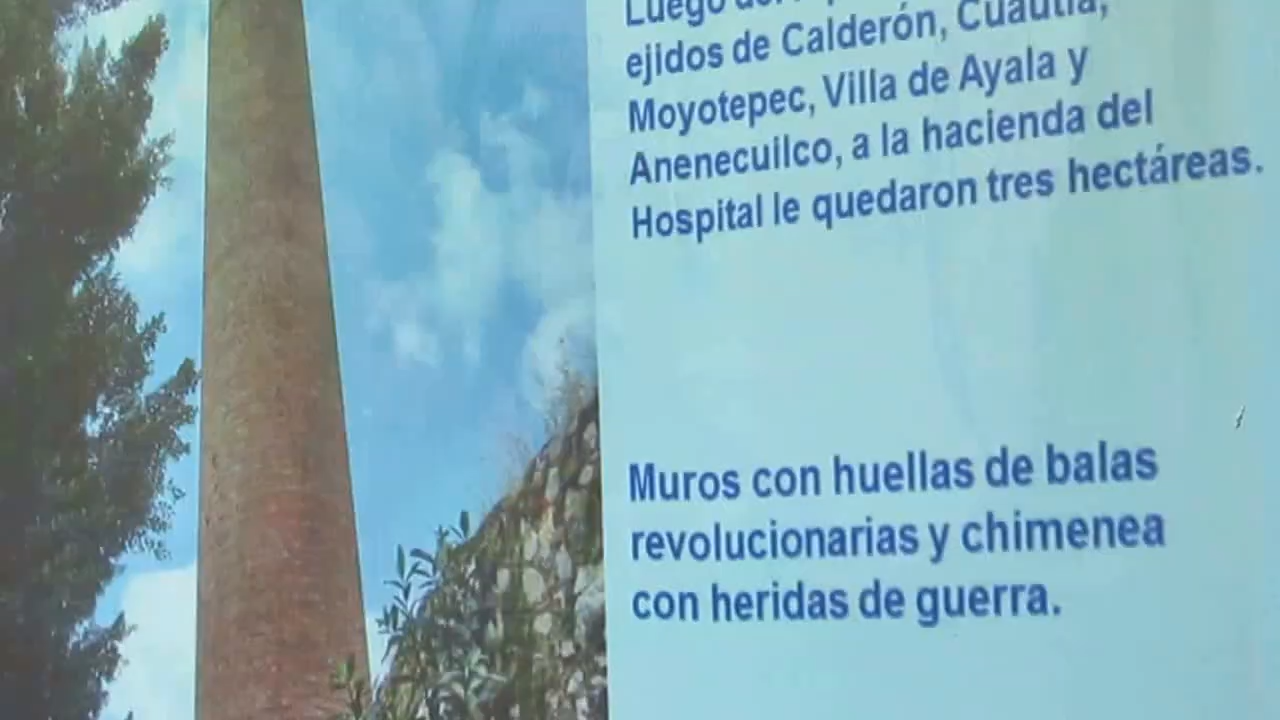 Luego
ejidos de Calderón, Cuautla,
Moyotepec, Villa de Ayala y
Anenecuilco, a la hacienda del
Hospital le quedaron tres hectáreas.
Muros con huellas de balas
revolucionarias y chimenea
con heridas de guerra.